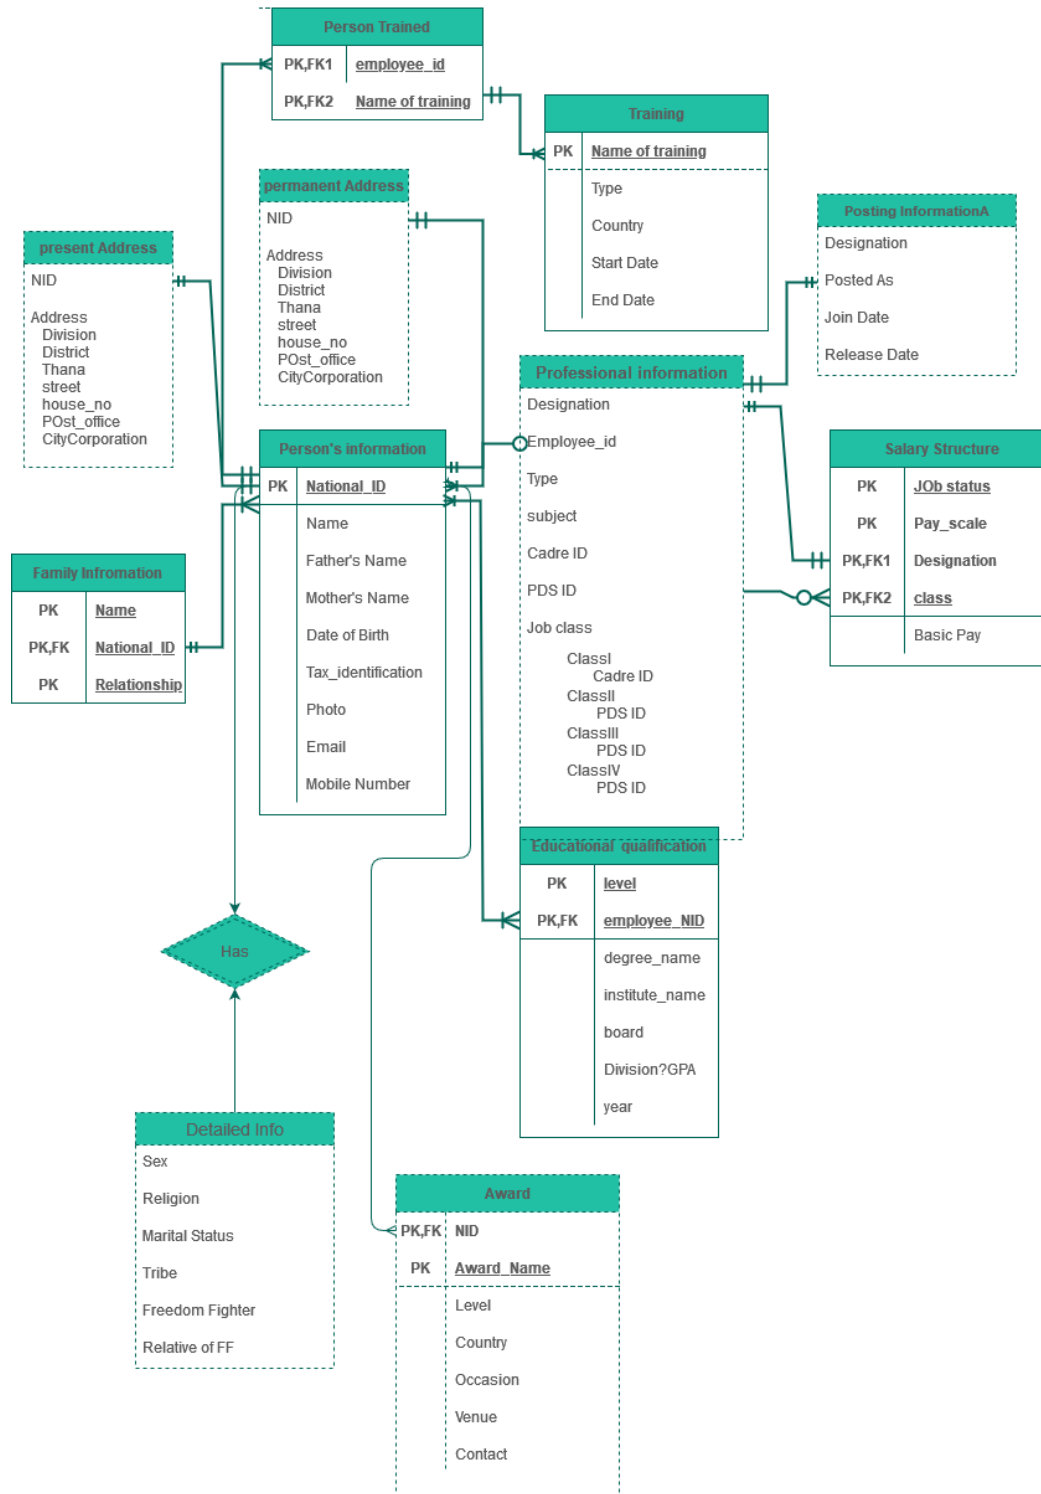 Person Trained
PK,FK1 employee_id
PK,FK2 Name of training
Training
PK Name of training
Type
Country
Start Date
End Date
permanent Address
NID
Address
Division
District
Thana
street
house_no
POst_office
CityCorporation
present Address
NID
Address
Division
District
Thana
street
house_no
POst_office
CityCorporation
Posting InformationA
Designation
Posted As
Join Date
Release Date
Professional information
Designation
Employee_id
Type
subject
Cadre ID
PDS ID
Job class
ClassI
Cadre ID
ClassII
PDS ID
ClassIII
PDS ID
ClassIV
PDS ID
Person's information
PK National_ID
Name
Father's Name
Mother's Name
Date of Birth
Tax_identification
Photo
Email
Mobile Number
Salary Structure
PK JOb status
PK Pay_scale
PK,FK1 Designation
PK,FK2 class
Basic Pay
Family Infromation
PK Name
PK,FK National_ID
PK Relationship
Educational qualification
PK level
PK,FK employee_NID
degree_name
institute_name
board
Division?GPA
year
Has
Detailed Info
Sex
Religion
Marital Status
Tribe
Freedom Fighter
Relative of FF
Award
PK,FK NID
PK Award_Name
Level
Country
Occasion
Venue
Contact